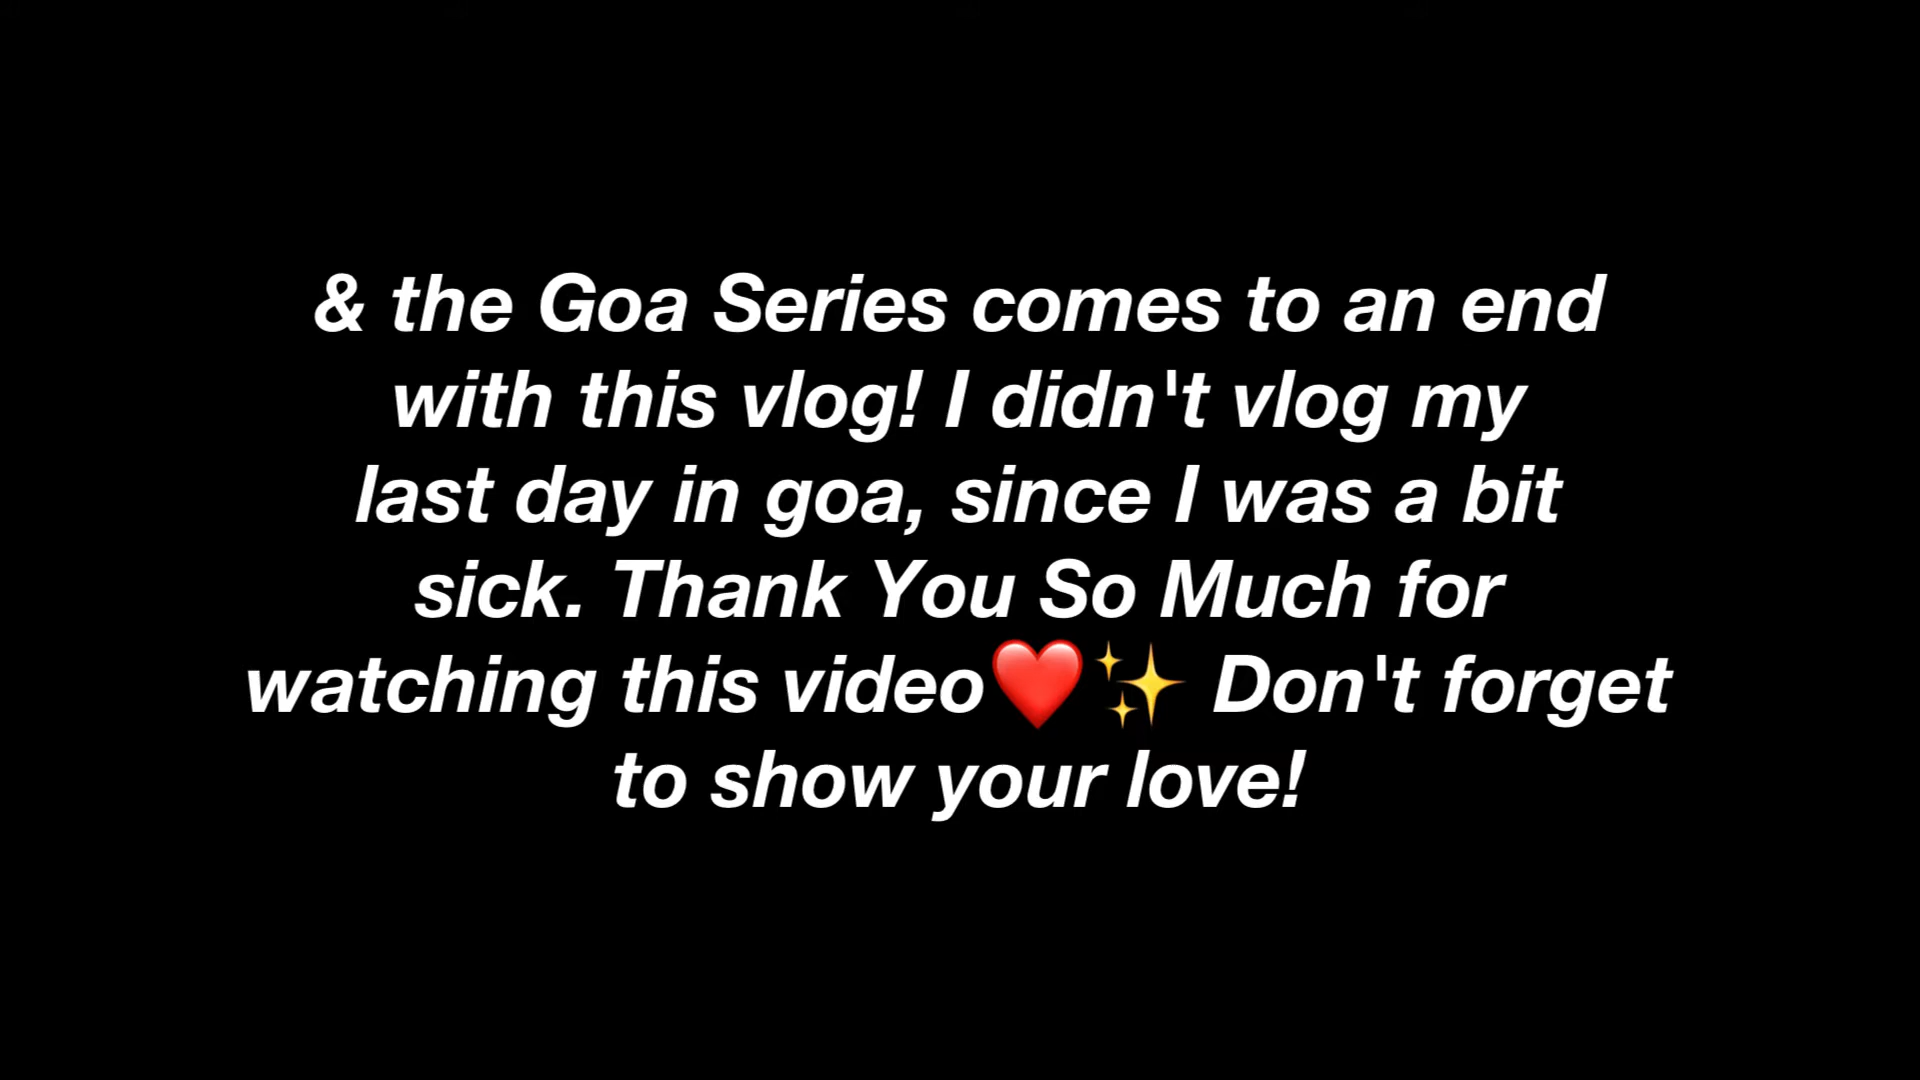 & the Goa Series comes to an end
with this vlog! I didn't vlog my
last day in goa, since I was a bit
sick. Thank You So Much for
watching this video❤️✨ Don't forget
to show your love!